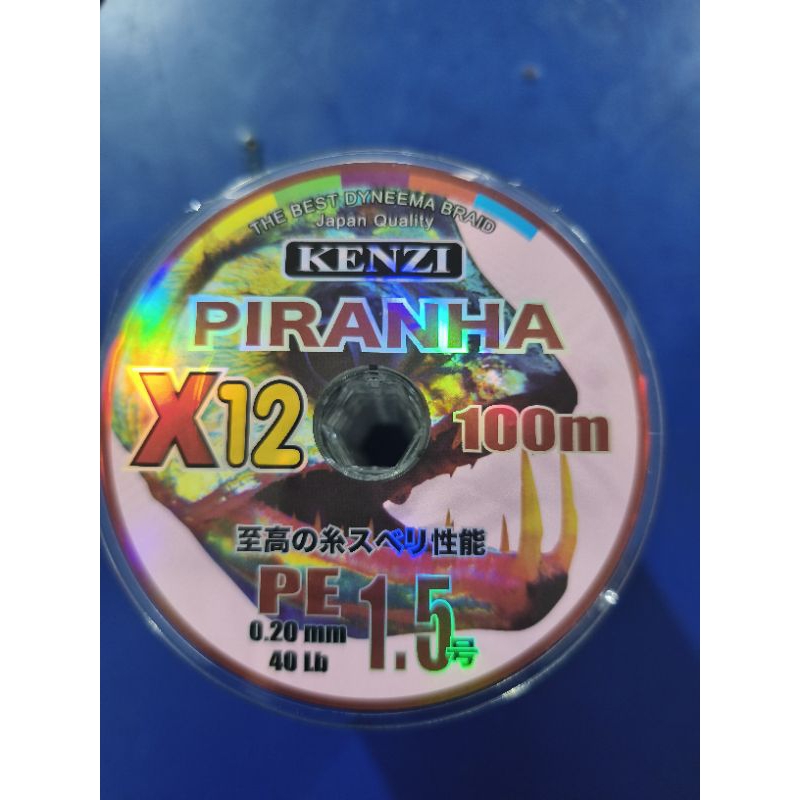 THE BEST DYNEEMA BRAID
Japan Quality
KENZI
PIRANHA
X12
100m
至高の糸スベリ性能
PE 1.5号
0.20 mm
40 Lb